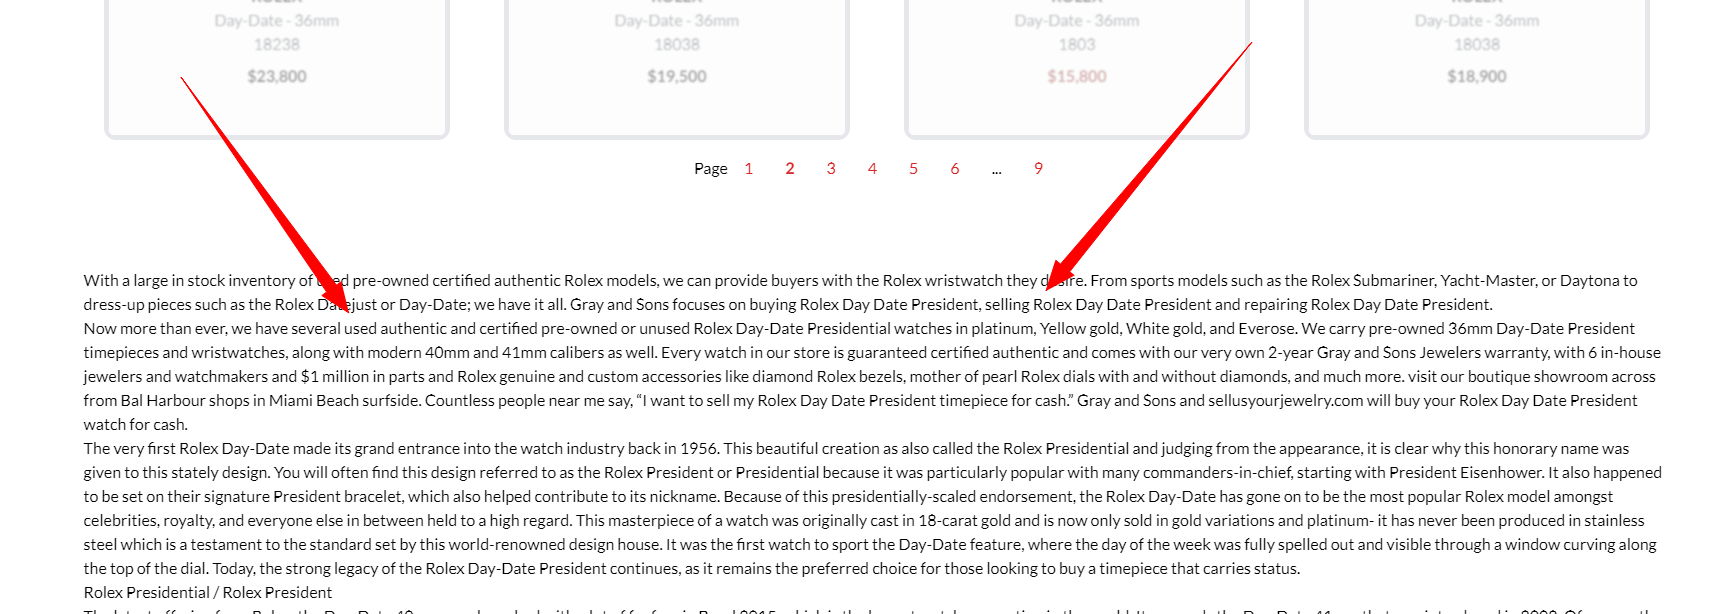 ROLEX ROLEX ROLEX ROLEX
Day-Date - 36mm Day-Date - 36mm Day-Date - 36mm Day-Date - 36mm
18238 18038 1803 18038
$23,800 $19,500 $15,800 $18,900
Page 1 2 3 4 5 6 ... 9
With a large in stock inventory of used pre-owned certified authentic Rolex models, we can provide buyers with the Rolex wristwatch they desire. From sports models such as the Rolex Submariner, Yacht-Master, or Daytona to
dress-up pieces such as the Rolex Datejust or Day-Date; we have it all. Gray and Sons focuses on buying Rolex Day Date President, selling Rolex Day Date President and repairing Rolex Day Date President.
Now more than ever, we have several used authentic and certified pre-owned or unused Rolex Day-Date Presidential watches in platinum, Yellow gold, White gold, and Everose. We carry pre-owned 36mm Day-Date President
timepieces and wristwatches, along with modern 40mm and 41mm calibers as well. Every watch in our store is guaranteed certified authentic and comes with our very own 2-year Gray and Sons Jewelers warranty, with 6 in-house
jewelers and watchmakers and $1 million in parts and Rolex genuine and custom accessories like diamond Rolex bezels, mother of pearl Rolex dials with and without diamonds, and much more. visit our boutique showroom across
from Bal Harbour shops in Miami Beach surfside. Countless people near me say, “I want to sell my Rolex Day Date President timepiece for cash.” Gray and Sons and sellusyourjewelry.com will buy your Rolex Day Date President
watch for cash.
The very first Rolex Day-Date made its grand entrance into the watch industry back in 1956. This beautiful creation as also called the Rolex Presidential and judging from the appearance, it is clear why this honorary name was
given to this stately design. You will often find this design referred to as the Rolex President or Presidential because it was particularly popular with many commanders-in-chief, starting with President Eisenhower. It also happened
to be set on their signature President bracelet, which also helped contribute to its nickname. Because of this presidentially-scaled endorsement, the Rolex Day-Date has gone on to be the most popular Rolex model amongst
celebrities, royalty, and everyone else in between held to a high regard. This masterpiece of a watch was originally cast in 18-carat gold and is now only sold in gold variations and platinum- it has never been produced in stainless
steel which is a testament to the standard set by this world-renowned design house. It was the first watch to sport the Day-Date feature, where the day of the week was fully spelled out and visible through a window curving along
the top of the dial. Today, the strong legacy of the Rolex Day-Date President continues, as it remains the preferred choice for those looking to buy a timepiece that carries status.
Rolex Presidential / Rolex President